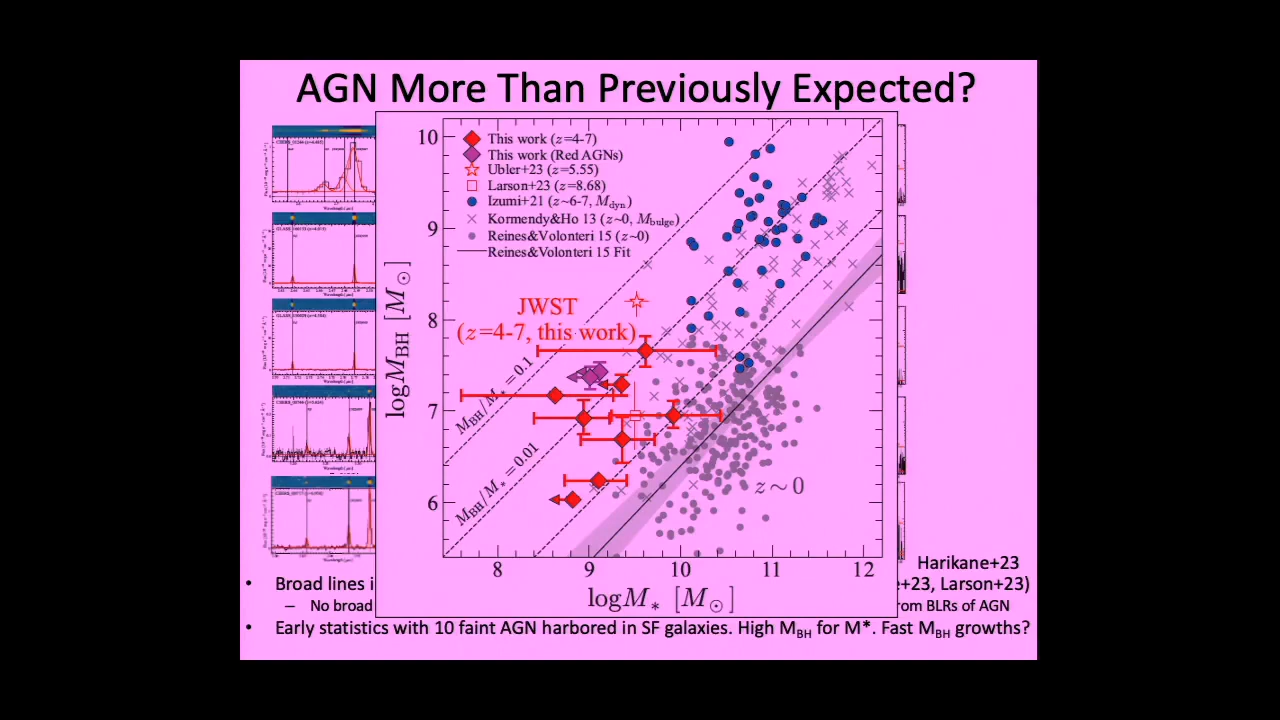 AGN More Than Previously Expected?
This work (z=4-7)
This work (Red AGNs)
Ubler+23 (z=5.55)
Larson+23 (z=8.68)
Izumi+21 (z~6-7, Mdyn)
Kormendy&Ho 13 (z~0, Mbulge)
Reines&Volonteri 15 (z~0)
Reines&Volonteri 15 Fit
JWST
(z=4-7, this work)
MBH/M* = 0.1
MBH/M* = 0.01
z~0
10
9
8
7
6
logMBH [M⊙]
8 9 10 11 12
logM* [M⊙]
Harikane+23
• Broad lines i +23, Larson+23)
– No broad rom BLRs of AGN
• Early statistics with 10 faint AGN harbored in SF galaxies. High MBH for M*. Fast MBH growths?